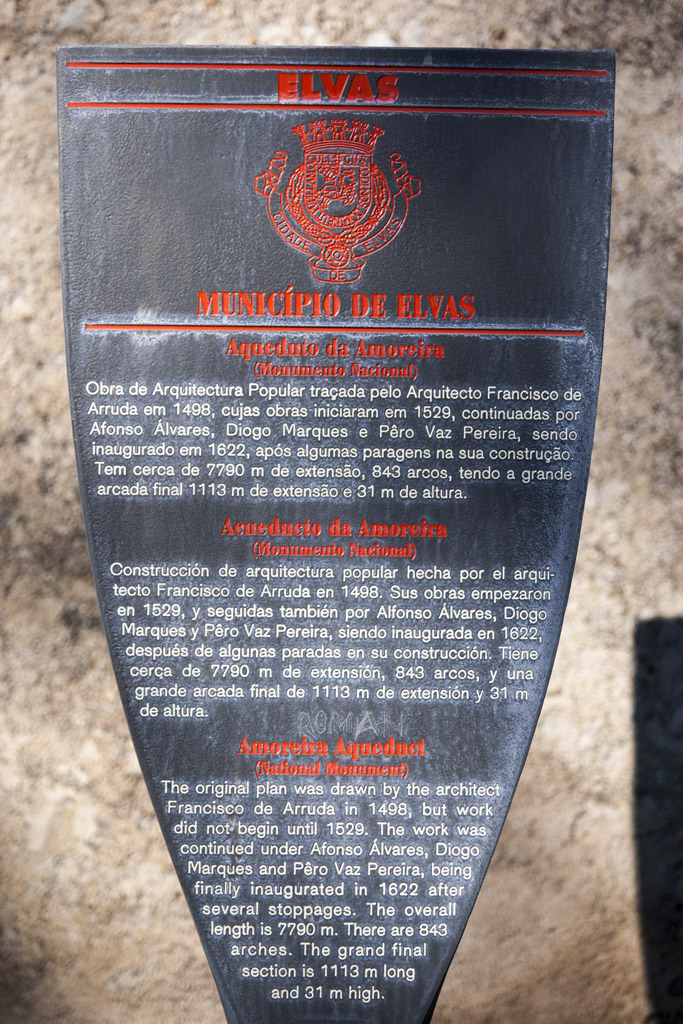 ELVAS
CIDADE DE ELVAS
MUNICÍPIO DE ELVAS
Aqueduto da Amoreira
(Monumento Nacional)
Obra de Arquitectura Popular traçada pelo Arquitecto Francisco de
Arruda em 1498, cujas obras iniciaram em 1529, continuadas por
Afonso Álvares, Diogo Marques e Pêro Vaz Pereira, sendo
inaugurado em 1622, após algumas paragens na sua construção.
Tem cerca de 7790 m de extensão, 843 arcos, tendo a grande
arcada final 1113 m de extensão e 31 m de altura.
Acueducto da Amoreira
(Monumento Nacional)
Construcción de arquitectura popular hecha por el arqui-
tecto Francisco de Arruda en 1498. Sus obras empezaron
en 1529, y seguidas también por Alfonso Álvares, Diogo
Marques y Pêro Vaz Pereira, siendo inaugurada en 1622,
después de algunas paradas en su construcción. Tiene
cerca de 7790 m de extensión, 843 arcos, y una
grande arcada final de 1113 m de extensión y 31 m
de altura.
ROMAN
Amoreira Aqueduct
(National Monument)
The original plan was drawn by the architect
Francisco de Arruda in 1498, but work
did not begin until 1529. The work was
continued under Afonso Álvares, Diogo
Marques and Pêro Vaz Pereira, being
finally inaugurated in 1622 after
several stoppages. The overall
length is 7790 m. There are 843
arches. The grand final
section is 1113 m long
and 31 m high.